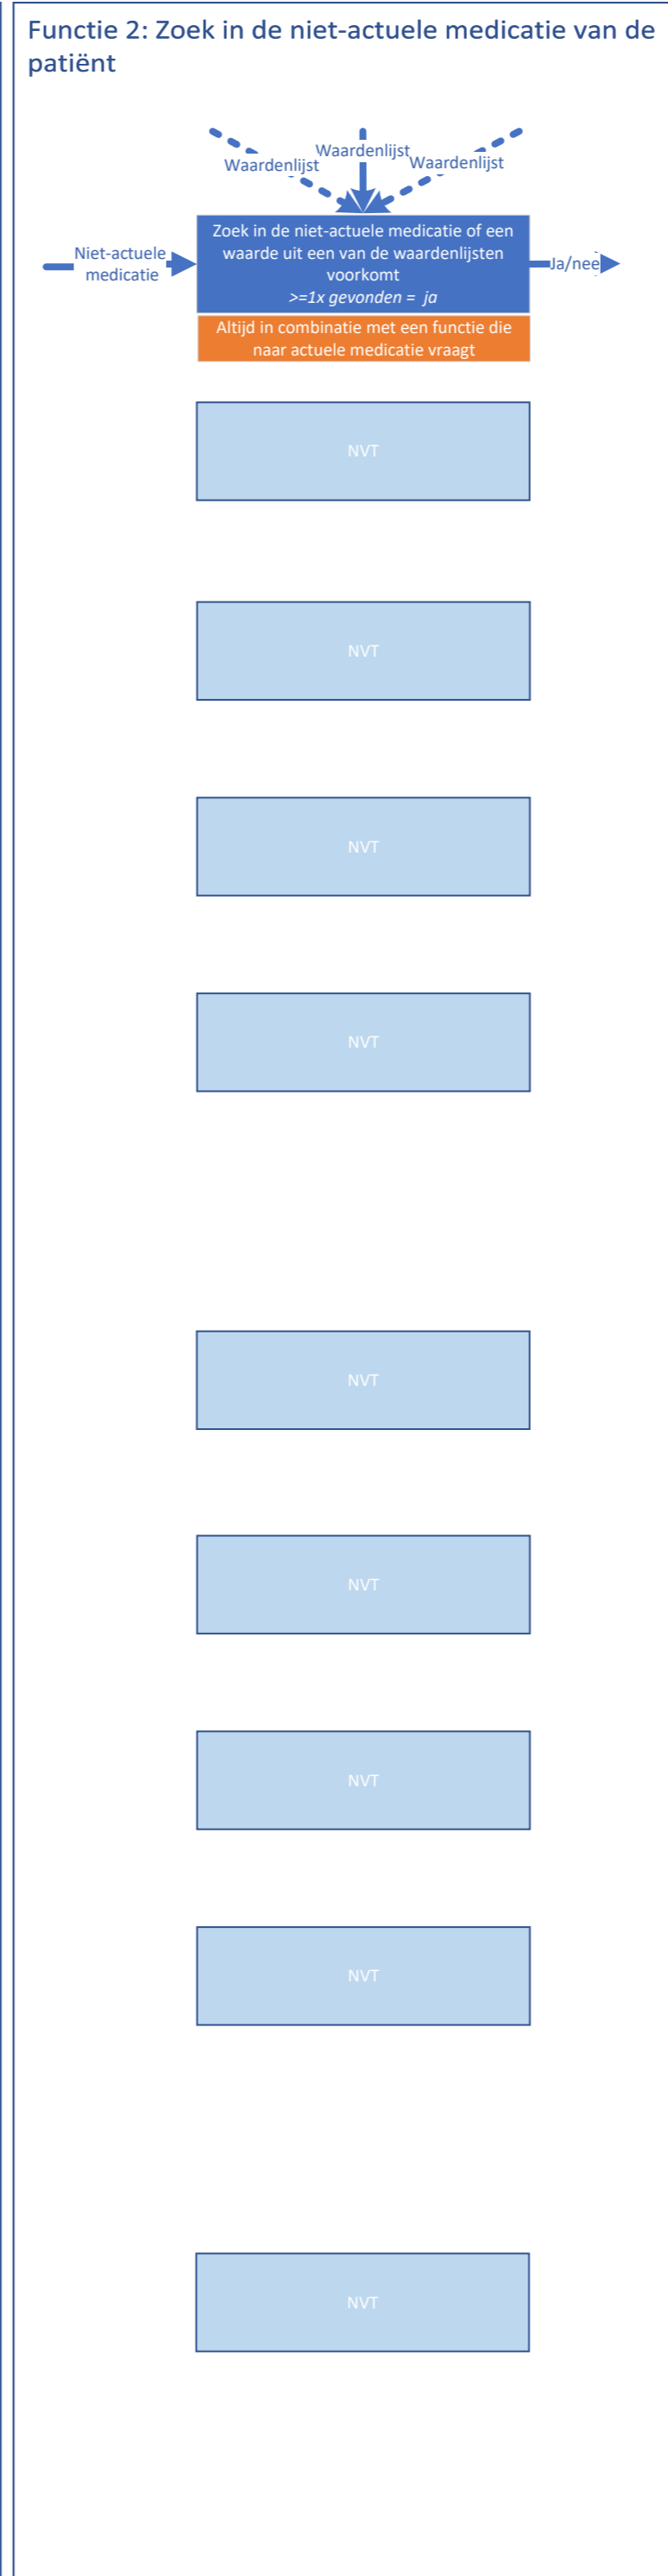 Functie 2: Zoek in de niet-actuele medicatie van de
patiënt
Waardenlijst
Waardenlijst
Waardenlijst
Niet-actuele
medicatie
Zoek in de niet-actuele medicatie of een
waarde uit een van de waardenlijsten
voorkomt
>=1x gevonden = ja
Ja/nee
Altijd in combinatie met een functie die
naar actuele medicatie vraagt
NVT
NVT
NVT
NVT
NVT
NVT
NVT
NVT
NVT